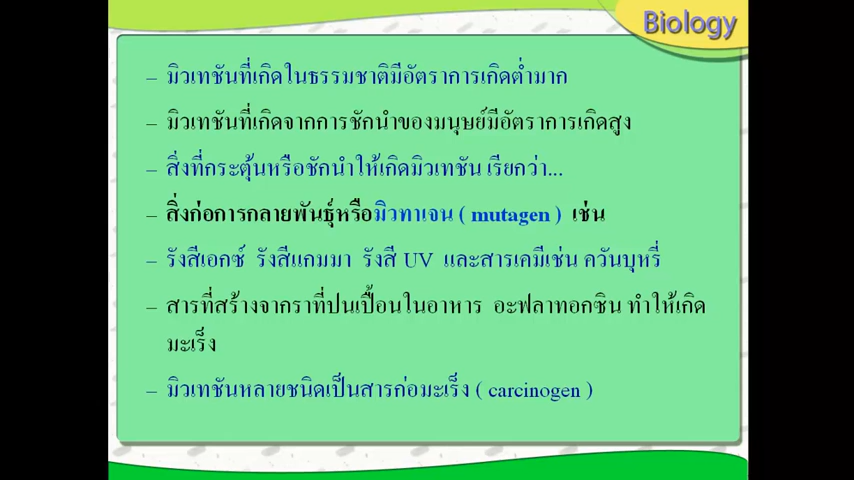 Biology
– มิวเทชันที่เกิดในธรรมชาติมีอัตราการเกิดต่ำมาก
– มิวเทชันที่เกิดจากการชักนำของมนุษย์มีอัตราการเกิดสูง
– สิ่งที่กระตุ้นหรือชักนำให้เกิดมิวเทชัน เรียกว่า...
– สิ่งก่อการกลายพันธุ์หรือมิวทาเจน ( mutagen ) เช่น
– รังสีเอกซ์ รังสีแกมมา รังสี UV และสารเคมีเช่น ควันบุหรี่
– สารที่สร้างจากราที่ปนเปื้อนในอาหาร อะฟลาทอกซิน ทำให้เกิด
มะเร็ง
– มิวเทชันหลายชนิดเป็นสารก่อมะเร็ง ( carcinogen )